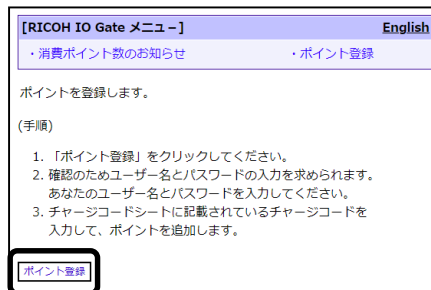 [RICOH IO Gate メニュー] English
・消費ポイント数のお知らせ ・ポイント登録
ポイントを登録します。
(手順)
1. 「ポイント登録」をクリックしてください。
2. 確認のためユーザー名とパスワードの入力を求められます。
あなたのユーザー名とパスワードを入力してください。
3. チャージコードシートに記載されているチャージコードを
入力して、ポイントを追加します。
ポイント登録